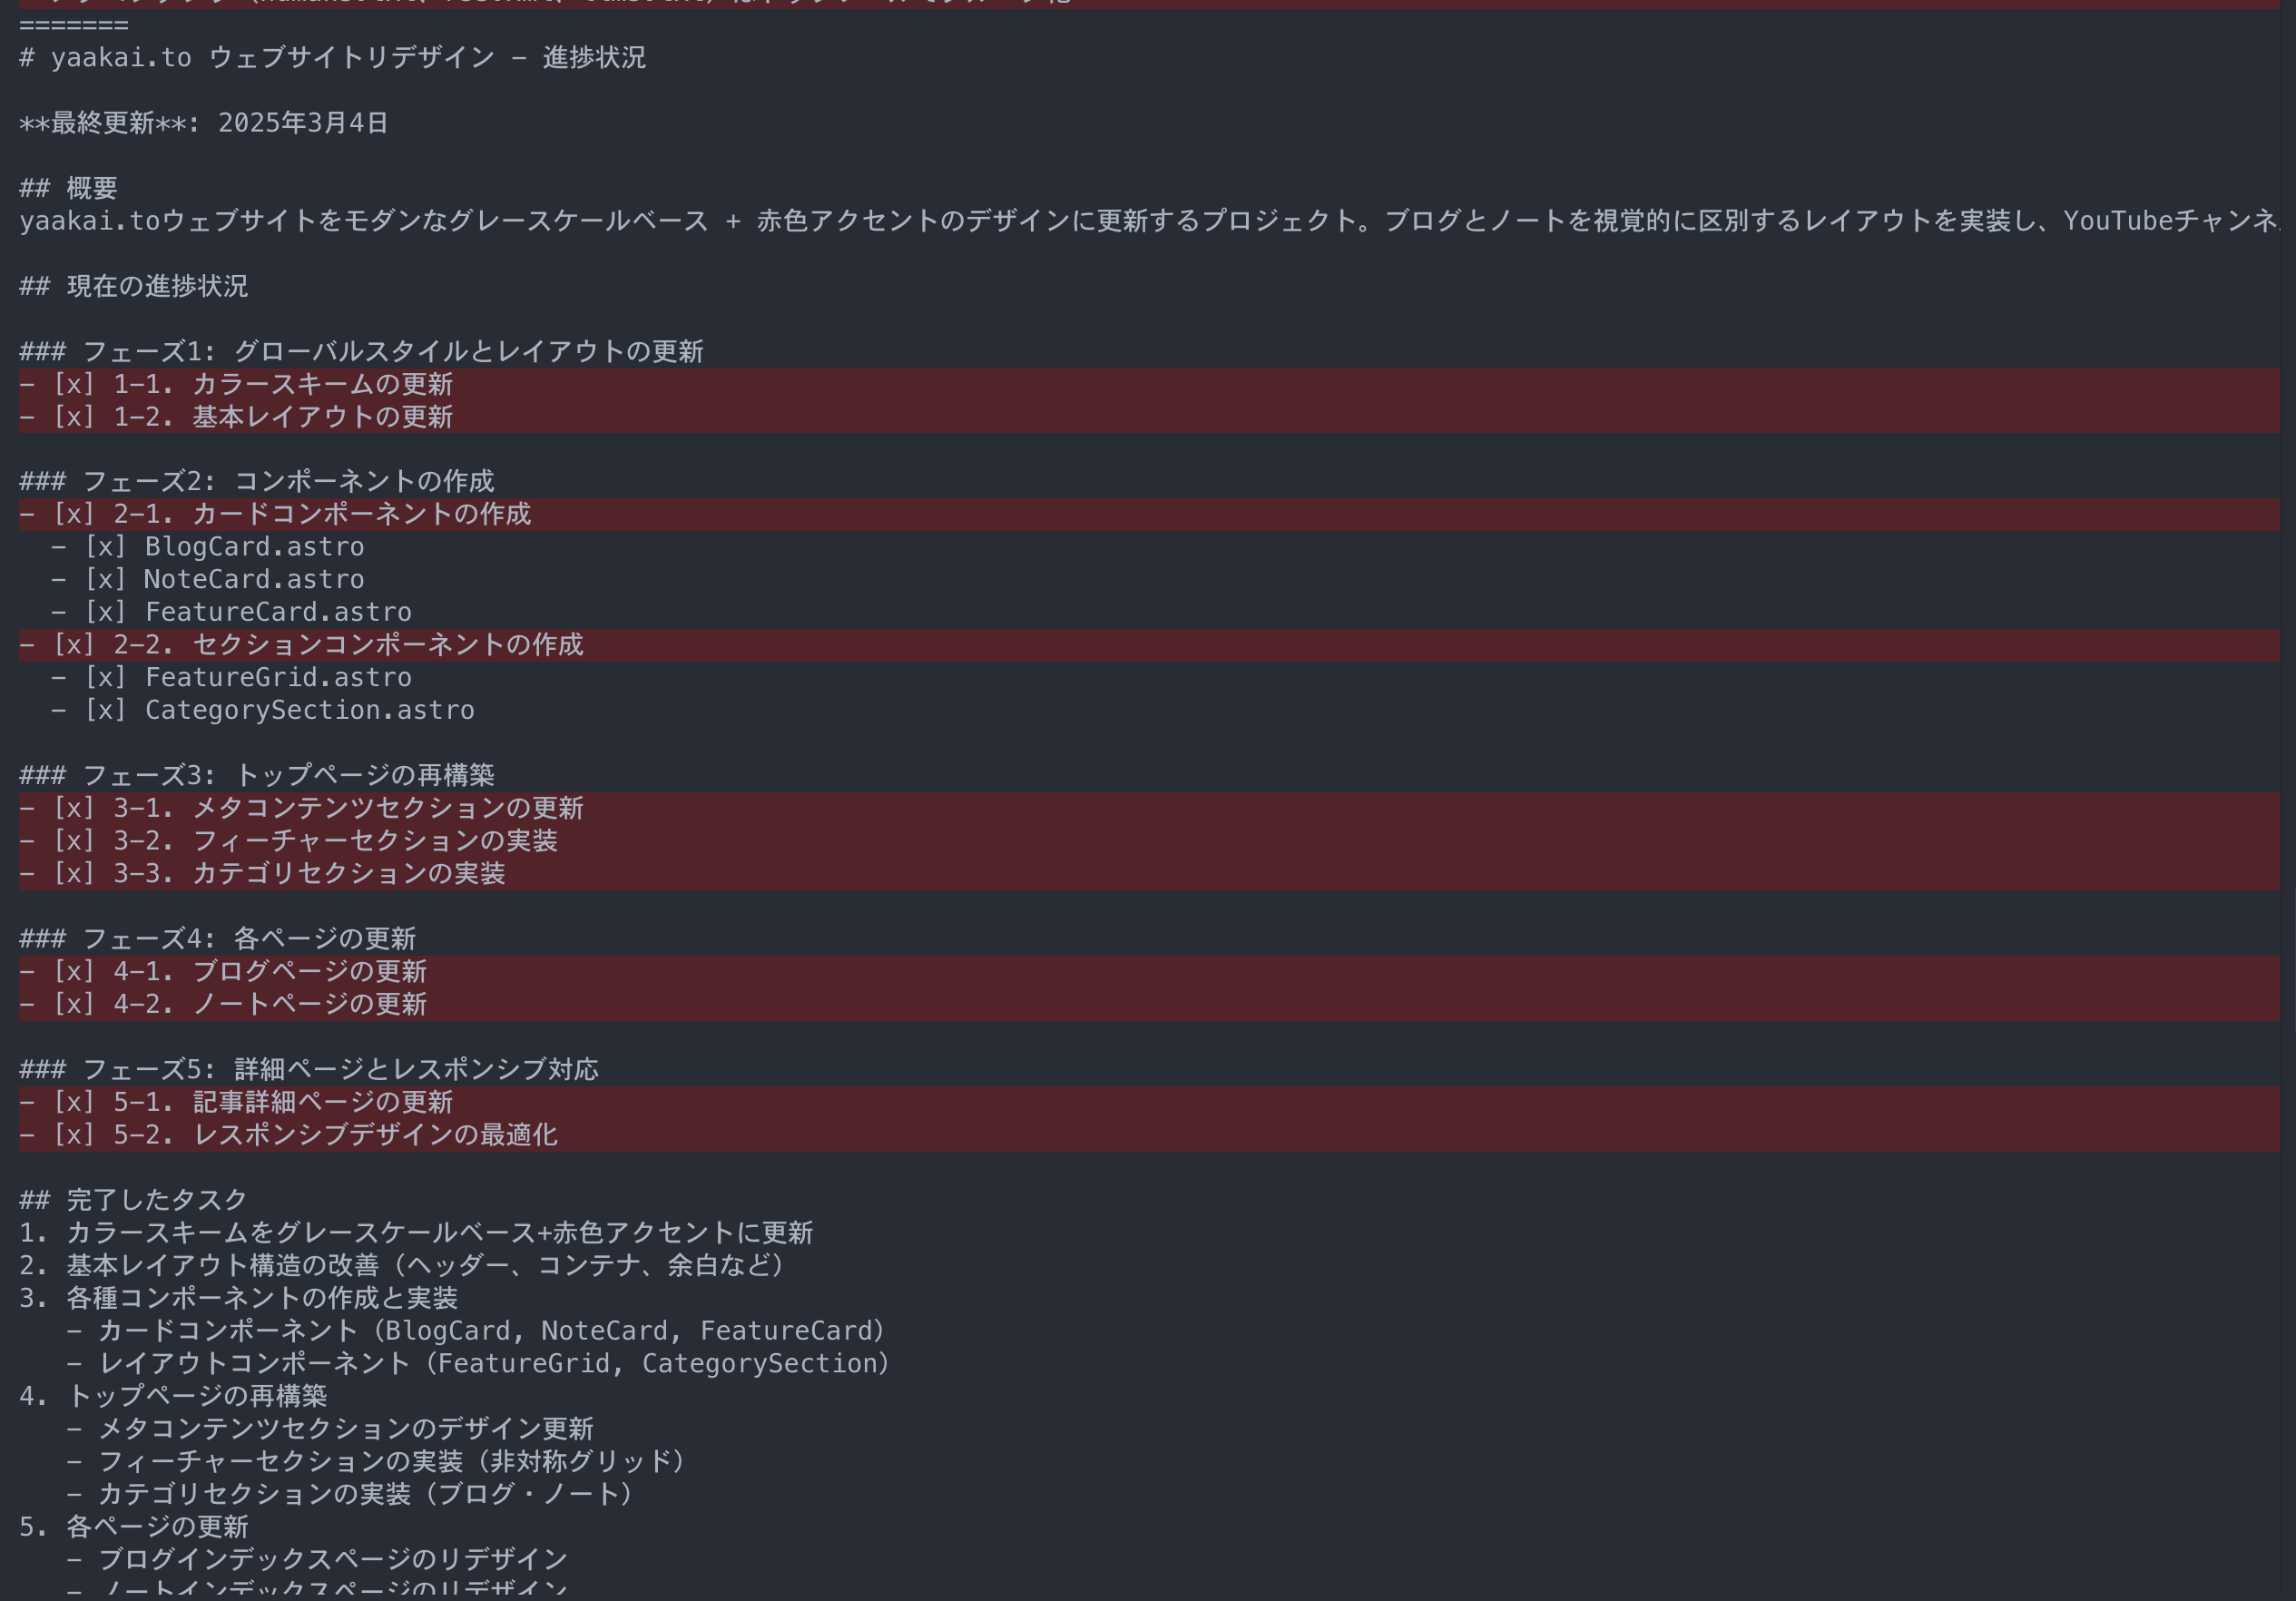 =======
# yaakai.to ウェブサイトリデザイン - 進捗状況
**最終更新**: 2025年3月4日
## 概要
yaakai.toウェブサイトをモダンなグレースケールベース + 赤色アクセントのデザインに更新するプロジェクト。ブログとノートを視覚的に区別するレイアウトを実装し、YouTubeチャンネ
## 現在の進捗状況
### フェーズ1: グローバルスタイルとレイアウトの更新
- [x] 1-1. カラースキームの更新
- [x] 1-2. 基本レイアウトの更新
### フェーズ2: コンポーネントの作成
- [x] 2-1. カードコンポーネントの作成
  - [x] BlogCard.astro
  - [x] NoteCard.astro
  - [x] FeatureCard.astro
- [x] 2-2. セクションコンポーネントの作成
  - [x] FeatureGrid.astro
  - [x] CategorySection.astro
### フェーズ3: トップページの再構築
- [x] 3-1. メタコンテンツセクションの更新
- [x] 3-2. フィーチャーセクションの実装
- [x] 3-3. カテゴリセクションの実装
### フェーズ4: 各ページの更新
- [x] 4-1. ブログページの更新
- [x] 4-2. ノートページの更新
### フェーズ5: 詳細ページとレスポンシブ対応
- [x] 5-1. 記事詳細ページの更新
- [x] 5-2. レスポンシブデザインの最適化
## 完了したタスク
1. カラースキームをグレースケールベース+赤色アクセントに更新
2. 基本レイアウト構造の改善（ヘッダー、コンテナ、余白など）
3. 各種コンポーネントの作成と実装
   - カードコンポーネント（BlogCard, NoteCard, FeatureCard）
   - レイアウトコンポーネント（FeatureGrid, CategorySection）
4. トップページの再構築
   - メタコンテンツセクションのデザイン更新
   - フィーチャーセクションの実装（非対称グリッド）
   - カテゴリセクションの実装（ブログ・ノート）
5. 各ページの更新
   - ブログインデックスページのリデザイン
   - ノートインデックスページのリデザイン